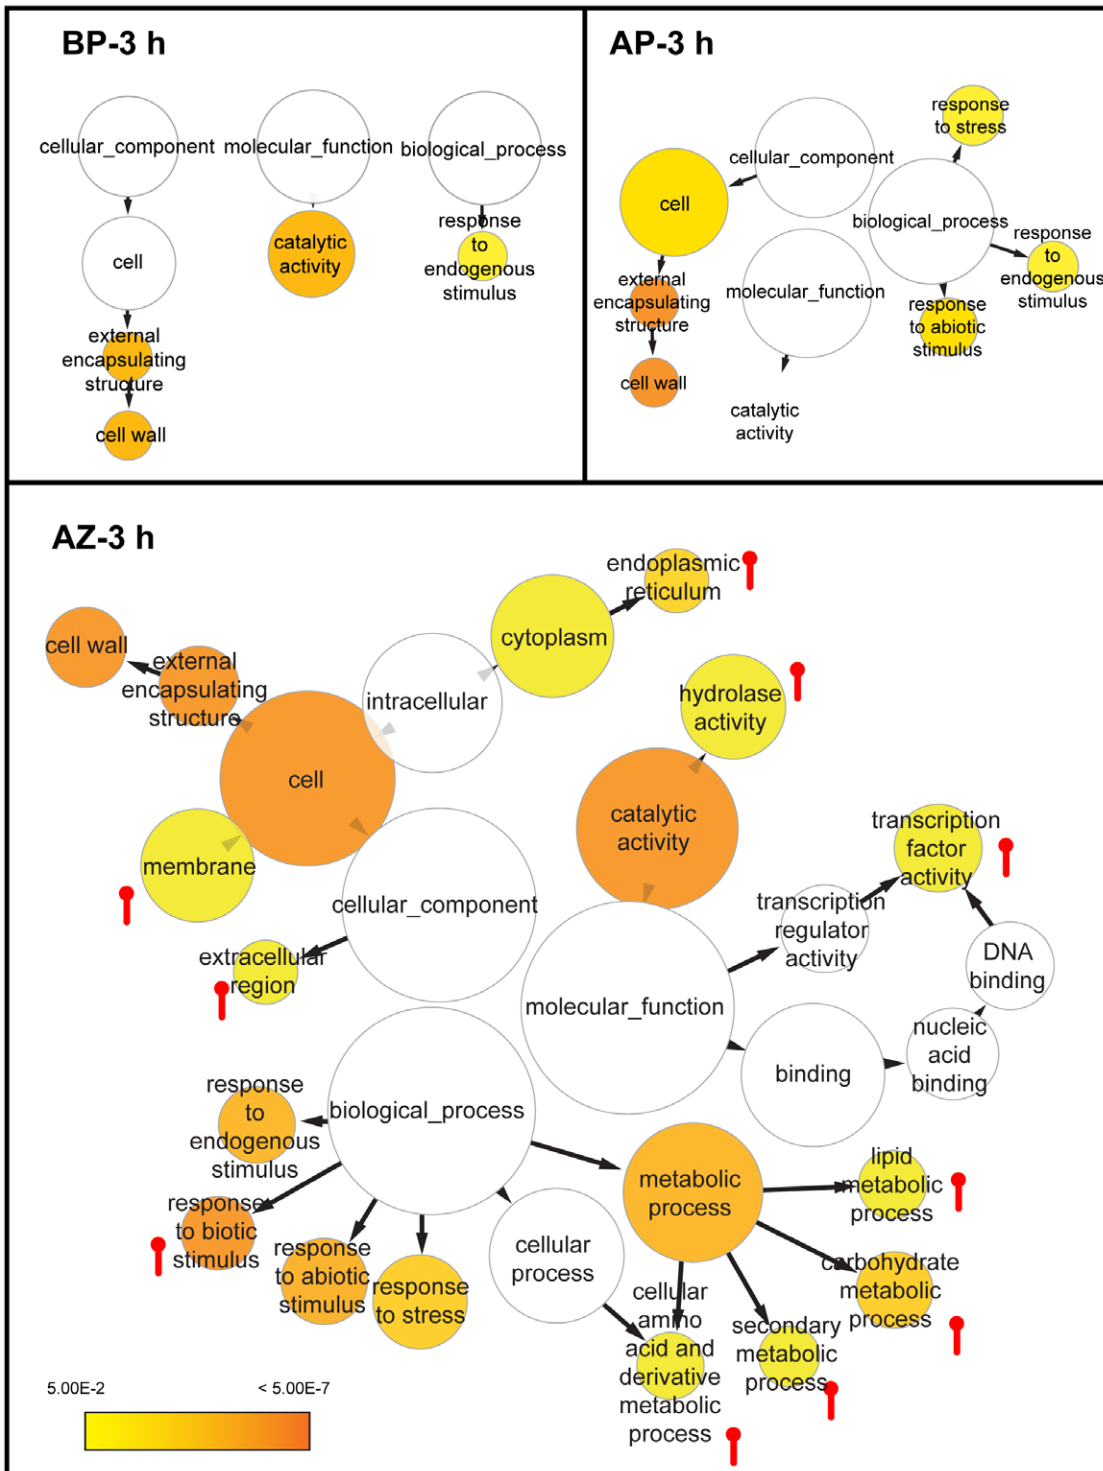 BP-3 h
cellular_component
molecular_function
biological_process
cell
catalytic
activity
response
to
endogenous
stimulus
external
encapsulating
structure
cell wall
AP-3 h
response
to stress
cellular_component
cell
biological_process
response
to
endogenous
stimulus
external
encapsulating
structure
molecular_function
response
to abiotic
stimulus
cell wall
catalytic
activity
AZ-3 h
endoplasmic
reticulum
cell wall
external
encapsulating
structure
cytoplasm
intracellular
hydrolase
activity
cell
catalytic
activity
transcription
factor
activity
membrane
cellular_component
transcription
regulator
activity
extracellular
region
DNA
binding
molecular_function
nucleic
acid
binding
binding
response
to
endogenous
stimulus
biological_process
metabolic
process
lipid
metabolic
process
response
to biotic
stimulus
response
to abiotic
stimulus
response
to stress
cellular
process
carbohydrate
metabolic
process
cellular
amino
acid and
derivative
metabolic
process
secondary
metabolic
process
5.00E-2
< 5.00E-7